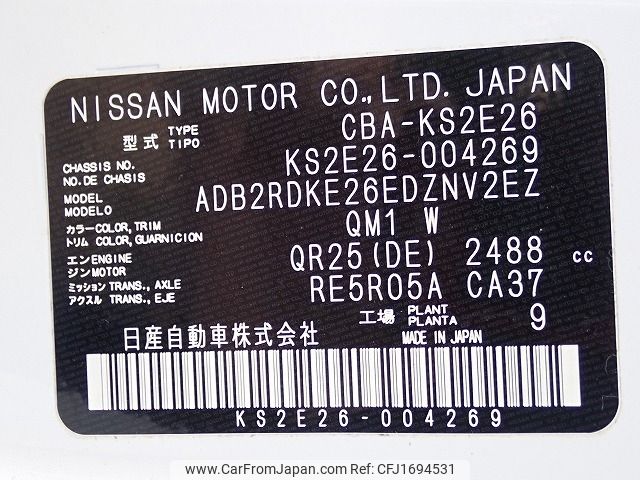 NISSAN MOTOR CO.,LTD. JAPAN
型式 TYPE TIPO CBA-KS2E26
CHASSIS NO. NO. DE CHASIS KS2E26-004269
MODEL MODELO ADB2RDKE26EDZNV2EZ
カラー COLOR, TRIM トリム COLOR, GUARNICION QM1 W
エンジン ENGINE MOTOR QR25(DE) 2488 cc
ミッション TRANS., AXLE アクスル TRANS., EJE RE5R05A CA37
工場 PLANT PLANTA 9
日産自動車株式会社 MADE IN JAPAN
KS2E26-004269
www.CarFromJapan.com CFJ1694531